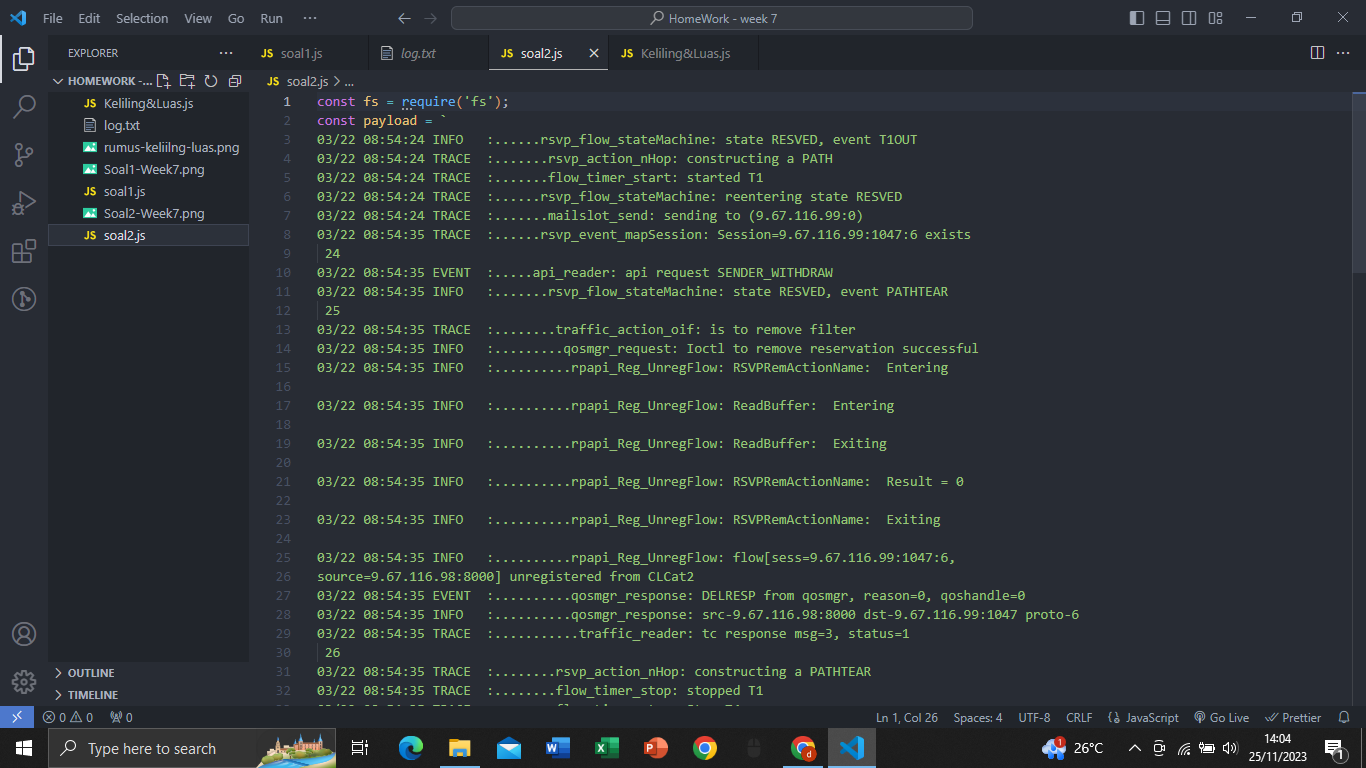 File Edit Selection View Go Run ··· HomeWork - week 7
EXPLORER ···
JS soal1.js log.txt JS soal2.js JS Keliling&Luas.js
HOMEWORK -...
JS soal2.js > ...
JS Keliling&Luas.js
log.txt
rumus-keliilng-luas.png
Soal1-Week7.png
JS soal1.js
Soal2-Week7.png
JS soal2.js
OUTLINE
TIMELINE
1 const fs = require('fs');
2 const payload = `
3 03/22 08:54:24 INFO :......rsvp_flow_stateMachine: state RESVED, event T1OUT
4 03/22 08:54:24 TRACE :.......rsvp_action_nHop: constructing a PATH
5 03/22 08:54:24 TRACE :.......flow_timer_start: started T1
6 03/22 08:54:24 TRACE :......rsvp_flow_stateMachine: reentering state RESVED
7 03/22 08:54:24 TRACE :.......mailslot_send: sending to (9.67.116.99:0)
8 03/22 08:54:35 TRACE :......rsvp_event_mapSession: Session=9.67.116.99:1047:6 exists
9 24
10 03/22 08:54:35 EVENT :.....api_reader: api request SENDER_WITHDRAW
11 03/22 08:54:35 INFO :.......rsvp_flow_stateMachine: state RESVED, event PATHTEAR
12 25
13 03/22 08:54:35 TRACE :........traffic_action_oif: is to remove filter
14 03/22 08:54:35 INFO :.........qosmgr_request: Ioctl to remove reservation successful
15 03/22 08:54:35 INFO :..........rpapi_Reg_UnregFlow: RSVPRemActionName: Entering
16
17 03/22 08:54:35 INFO :..........rpapi_Reg_UnregFlow: ReadBuffer: Entering
18
19 03/22 08:54:35 INFO :..........rpapi_Reg_UnregFlow: ReadBuffer: Exiting
20
21 03/22 08:54:35 INFO :..........rpapi_Reg_UnregFlow: RSVPRemActionName: Result = 0
22
23 03/22 08:54:35 INFO :..........rpapi_Reg_UnregFlow: RSVPRemActionName: Exiting
24
25 03/22 08:54:35 INFO :..........rpapi_Reg_UnregFlow: flow[sess=9.67.116.99:1047:6,
26 source=9.67.116.98:8000] unregistered from CLCat2
27 03/22 08:54:35 EVENT :..........qosmgr_response: DELRESP from qosmgr, reason=0, qoshandle=0
28 03/22 08:54:35 INFO :..........qosmgr_response: src-9.67.116.98:8000 dst-9.67.116.99:1047 proto-6
29 03/22 08:54:35 TRACE :...........traffic_reader: tc response msg=3, status=1
30 26
31 03/22 08:54:35 TRACE :........rsvp_action_nHop: constructing a PATHTEAR
32 03/22 08:54:35 TRACE :........flow_timer_stop: stopped T1
0 0 0 Ln 1, Col 26 Spaces: 4 UTF-8 CRLF {} JavaScript Go Live Prettier
Type here to search 26°C 14:04
25/11/2023 1